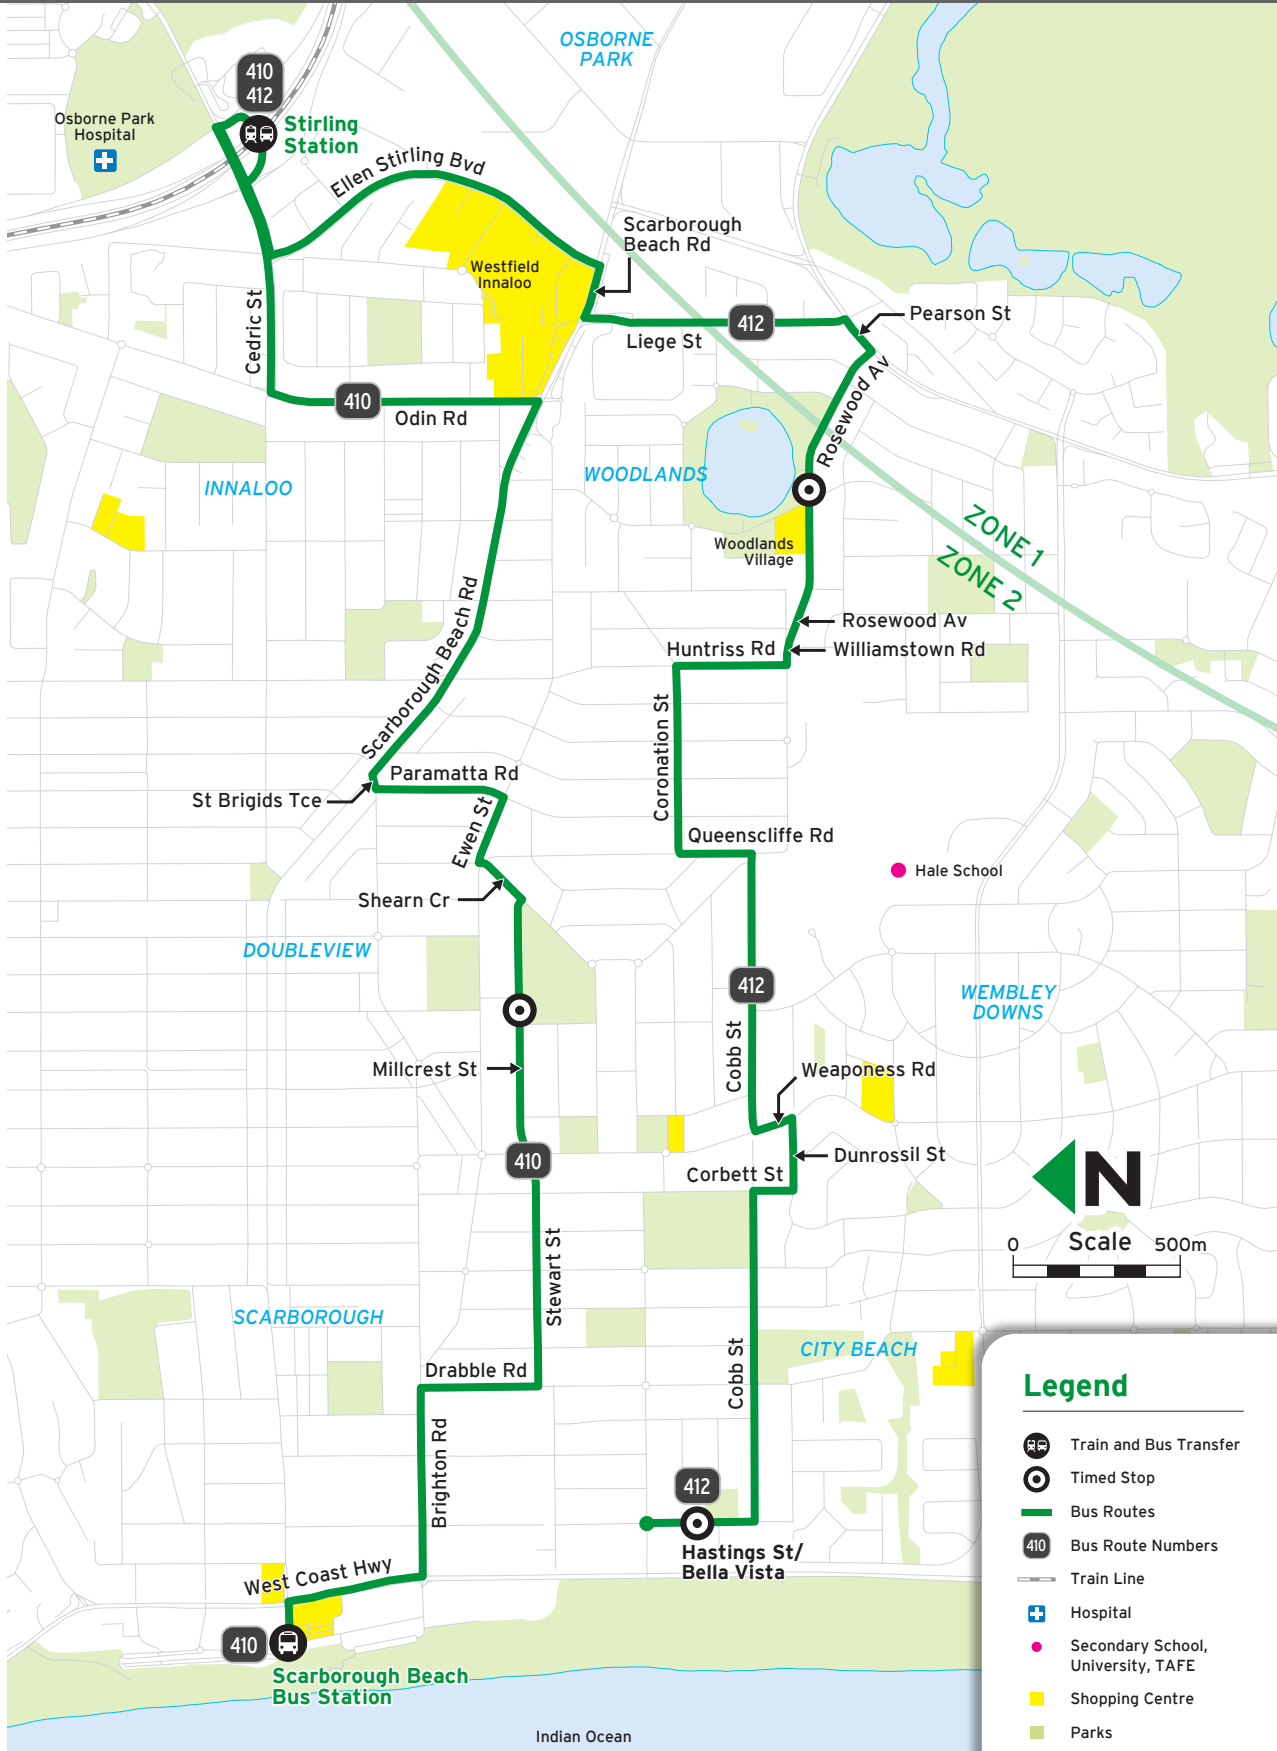 OSBORNE
PARK
410
412
Osborne Park
Hospital
Stirling
Station
Ellen Stirling Bvd
Scarborough
Beach Rd
Westfield
Innaloo
Cedric St
Liege St
412
Pearson St
410
Odin Rd
Rosewood Av
INNALOO
WOODLANDS
ZONE 1
ZONE 2
Woodlands
Village
Rosewood Av
Williamstown Rd
Huntriss Rd
Scarborough Beach Rd
Coronation St
Paramatta Rd
St Brigids Tce
Ewen St
Queenscliffe Rd
Hale School
Shearn Cr
DOUBLEVIEW
412
WEMBLEY
DOWNS
Cobb St
Millcrest St
Weaponess Rd
410
Dunrossil St
Corbett St
N
0 Scale 500m
Stewart St
SCARBOROUGH
CITY BEACH
Cobb St
Drabble Rd
Brighton Rd
412
Hastings St/
Bella Vista
West Coast Hwy
410
Scarborough Beach
Bus Station
Indian Ocean
Legend
Train and Bus Transfer
Timed Stop
Bus Routes
410 Bus Route Numbers
Train Line
Hospital
Secondary School,
University, TAFE
Shopping Centre
Parks